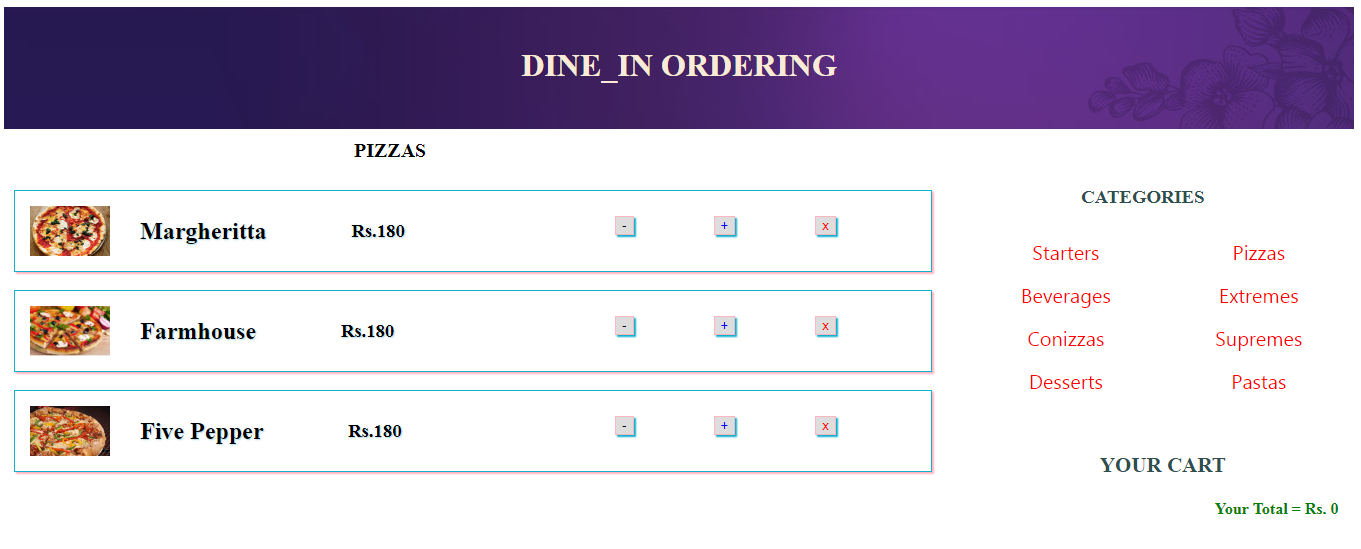 DINE_IN ORDERING
PIZZAS
Margheritta Rs.180 - + x
Farmhouse Rs.180 - + x
Five Pepper Rs.180 - + x
CATEGORIES
Starters Pizzas
Beverages Extremes
Conizzas Supremes
Desserts Pastas
YOUR CART
Your Total = Rs. 0